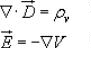 ∇ · D⃗ = ρᵥ
E⃗ = −∇V